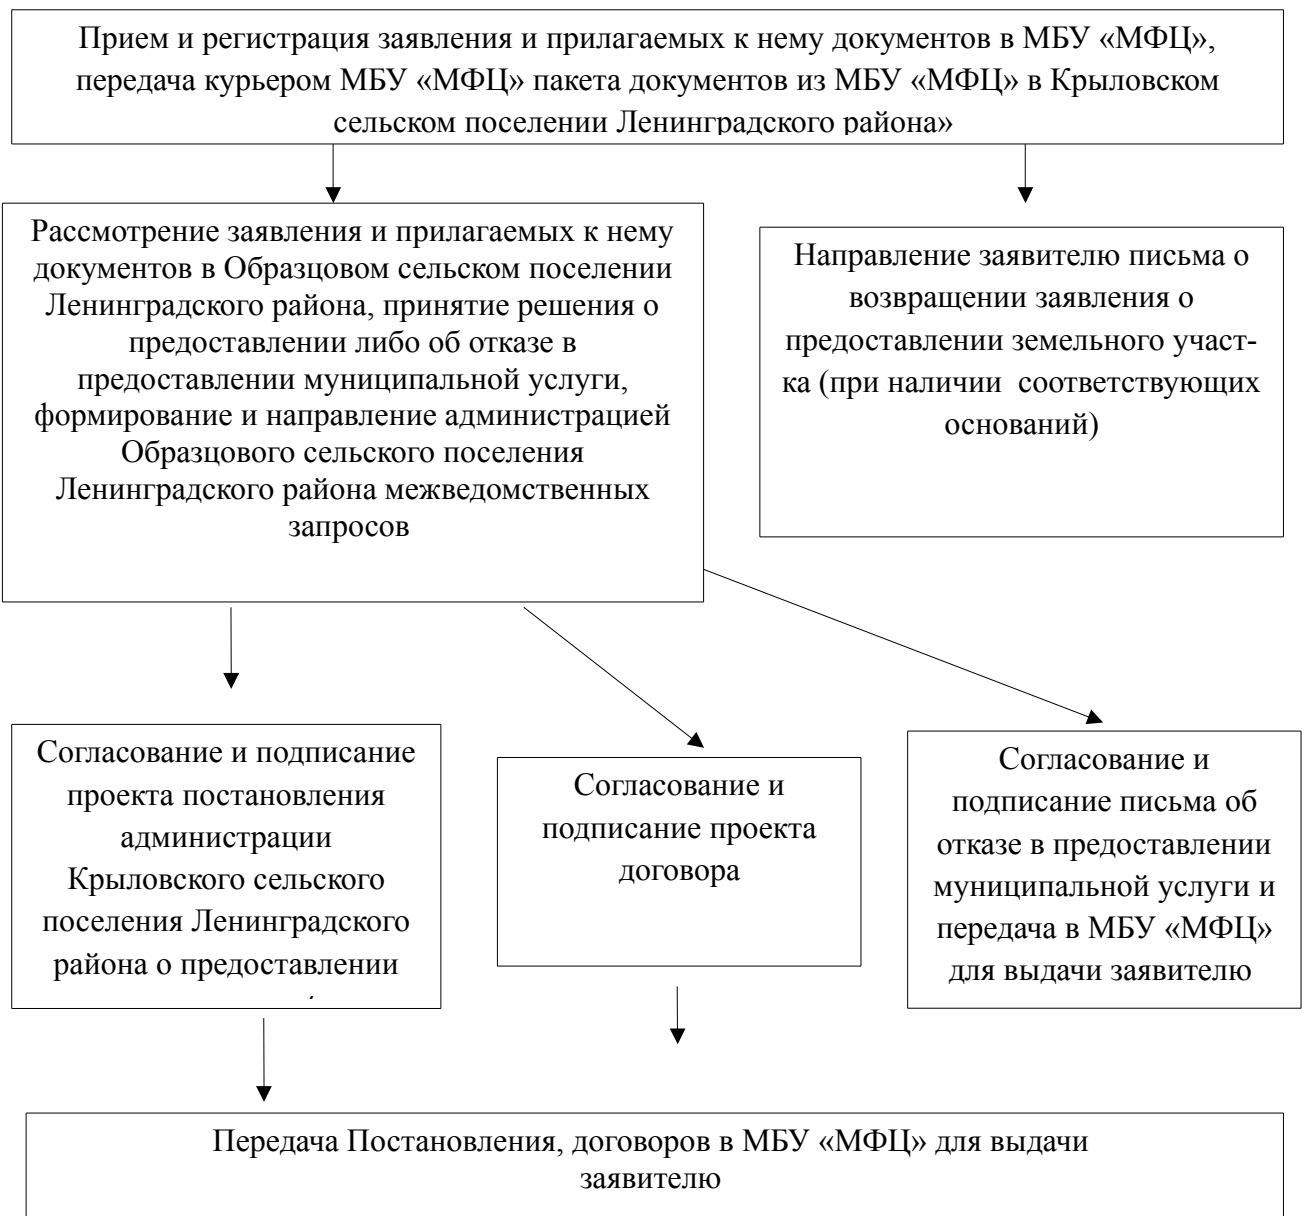 Прием и регистрация заявления и прилагаемых к нему документов в МБУ «МФЦ»,
передача курьером МБУ «МФЦ» пакета документов из МБУ «МФЦ» в Крыловском
сельском поселении Ленинградского района»
Рассмотрение заявления и прилагаемых к нему
документов в Образцовом сельском поселении
Ленинградского района, принятие решения о
предоставлении либо об отказе в
предоставлении муниципальной услуги,
формирование и направление администрацией
Образцового сельского поселения
Ленинградского района межведомственных
запросов
Направление заявителю письма о
возвращении заявления о
предоставлении земельного участ-
ка (при наличии соответствующих
оснований)
Согласование и подписание
проекта постановления
администрации
Крыловского сельского
поселения Ленинградского
района о предоставлении
Согласование и
подписание проекта
договора
Согласование и
подписание письма об
отказе в предоставлении
муниципальной услуги и
передача в МБУ «МФЦ»
для выдачи заявителю
Передача Постановления, договоров в МБУ «МФЦ» для выдачи
заявителю